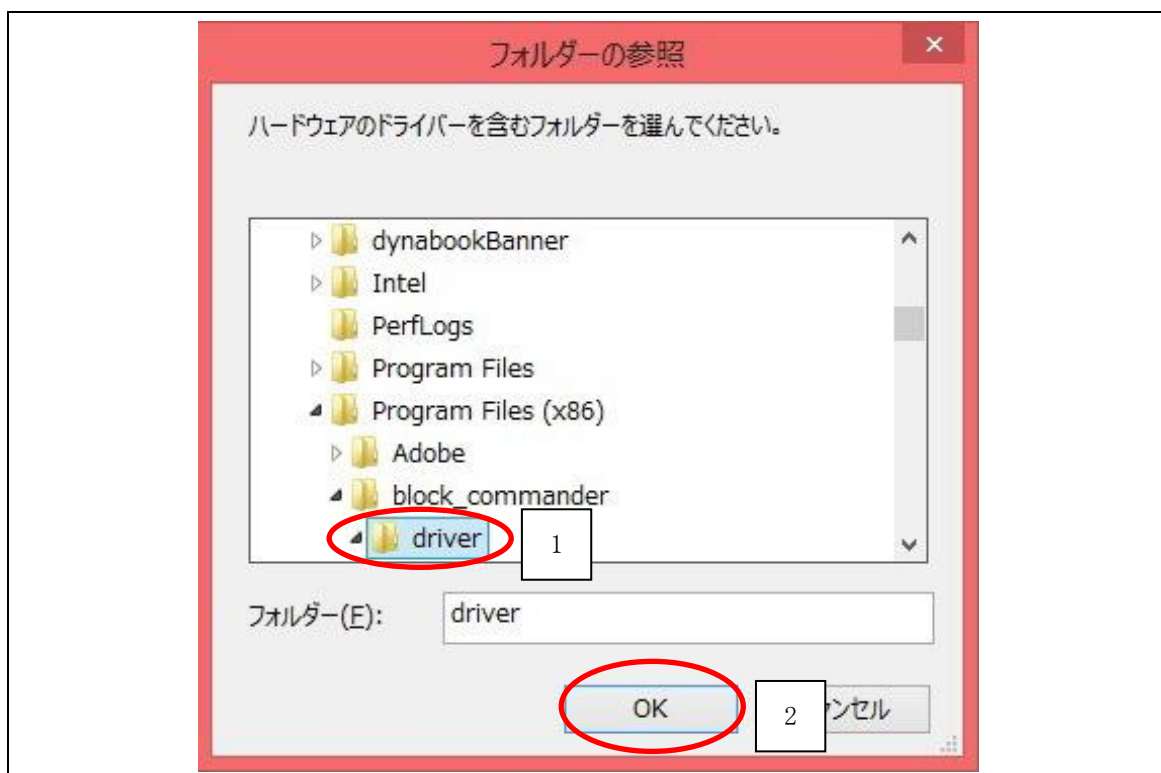 フォルダーの参照
ハードウェアのドライバーを含むフォルダーを選んでください。
dynabookBanner
Intel
PerfLogs
Program Files
Program Files (x86)
Adobe
block_commander
driver 1
フォルダー(F): driver
OK 2 ンセル